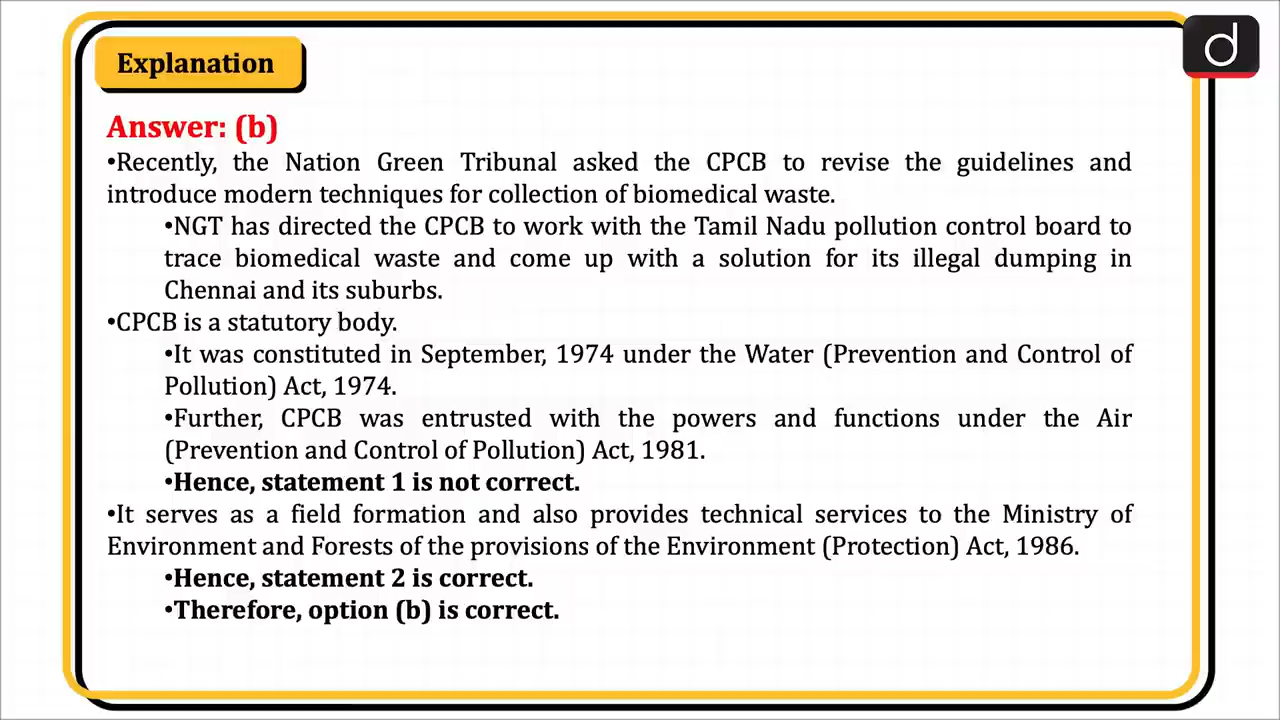 Explanation
d
Answer: (b)
•Recently, the Nation Green Tribunal asked the CPCB to revise the guidelines and
introduce modern techniques for collection of biomedical waste.
•NGT has directed the CPCB to work with the Tamil Nadu pollution control board to
trace biomedical waste and come up with a solution for its illegal dumping in
Chennai and its suburbs.
•CPCB is a statutory body.
•It was constituted in September, 1974 under the Water (Prevention and Control of
Pollution) Act, 1974.
•Further, CPCB was entrusted with the powers and functions under the Air
(Prevention and Control of Pollution) Act, 1981.
•Hence, statement 1 is not correct.
•It serves as a field formation and also provides technical services to the Ministry of
Environment and Forests of the provisions of the Environment (Protection) Act, 1986.
•Hence, statement 2 is correct.
•Therefore, option (b) is correct.